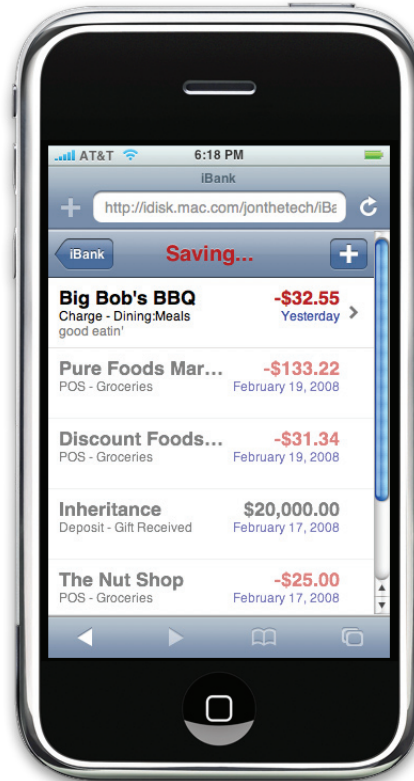 AT&T 6:18 PM
iBank
http://idisk.mac.com/jonthetech/iBa
iBank Saving...
Big Bob's BBQ -$32.55
Charge - Dining:Meals Yesterday
good eatin'
Pure Foods Mar... -$133.22
POS - Groceries February 19, 2008
Discount Foods... -$31.34
POS - Groceries February 19, 2008
Inheritance $20,000.00
Deposit - Gift Received February 17, 2008
The Nut Shop -$25.00
POS - Groceries February 17, 2008